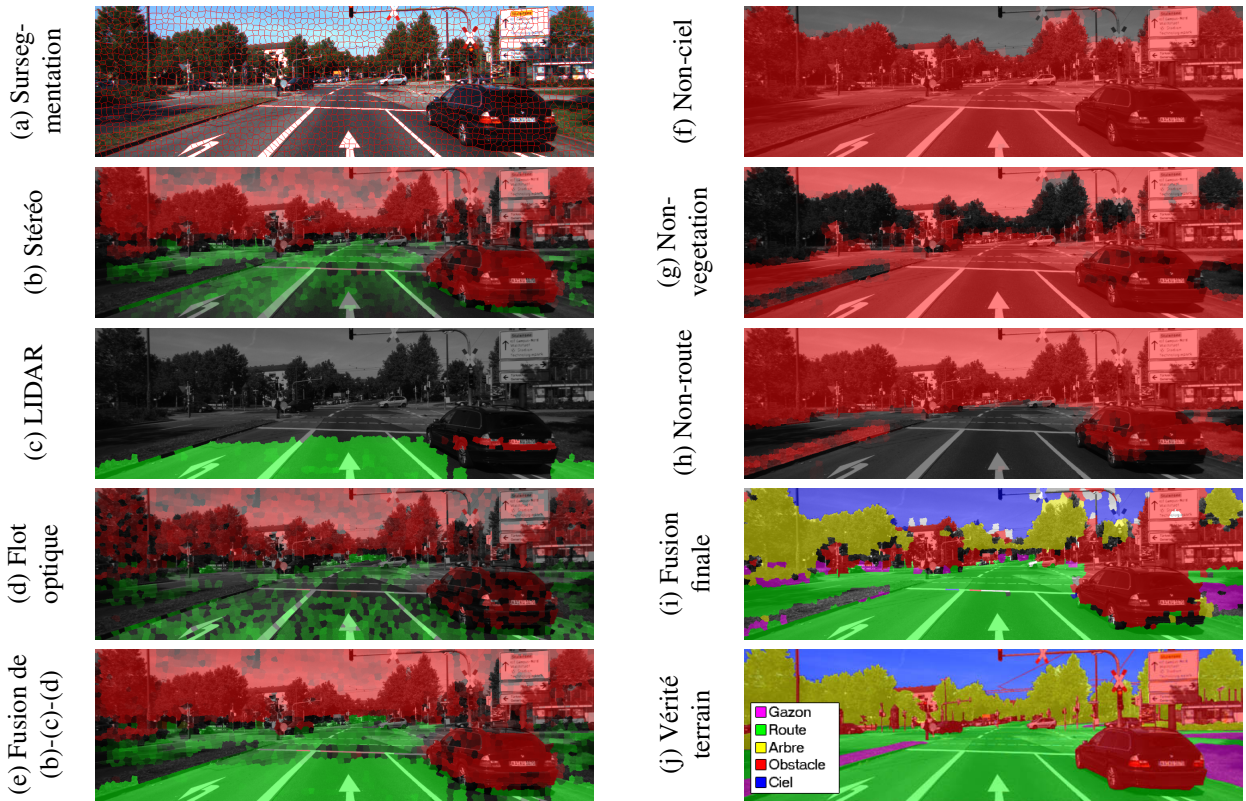 (a) Surseg-
mentation
(b) Stéréo
(c) LIDAR
(d) Flot
optique
(e) Fusion de
(b)-(c)-(d)
(f) Non-ciel
(g) Non-
vegetation
(h) Non-route
(i) Fusion
finale
(j) Vérité
terrain
Gazon
Route
Arbre
Obstacle
Ciel